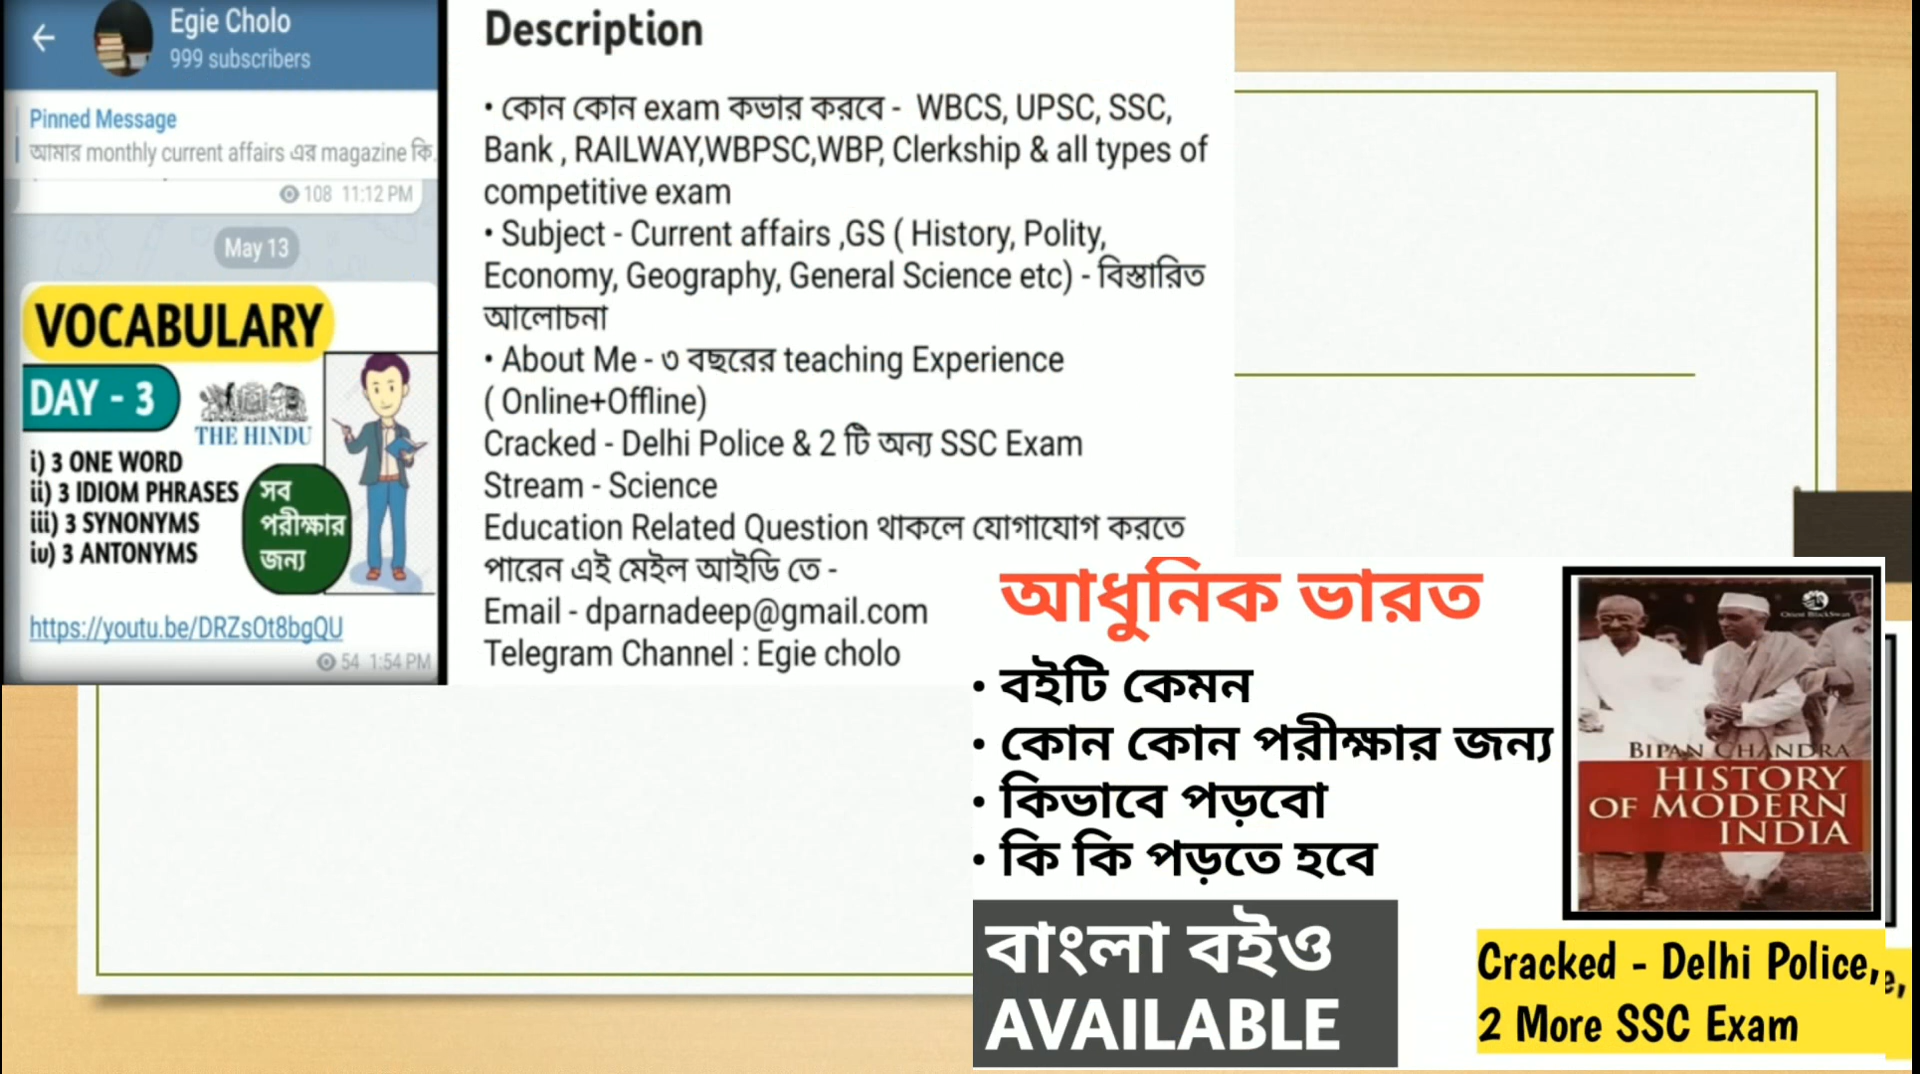 Egie Cholo
999 subscribers
Pinned Message
আমার monthly current affairs এর magazine কি.
108 11:12 PM
May 13
VOCABULARY
DAY - 3
THE HINDU
i) 3 ONE WORD
ii) 3 IDIOM PHRASES
iii) 3 SYNONYMS
iv) 3 ANTONYMS
সব
পরীক্ষার
জন্য
https://youtu.be/DRZsOt8bgQU
54 1:54 PM
Description
• কোন কোন exam কভার করবে - WBCS, UPSC, SSC,
Bank , RAILWAY,WBPSC,WBP, Clerkship & all types of
competitive exam
• Subject - Current affairs ,GS ( History, Polity,
Economy, Geography, General Science etc) - বিস্তারিত
আলোচনা
• About Me - ৩ বছরের teaching Experience
( Online+Offline)
Cracked - Delhi Police & 2 টি অন্য SSC Exam
Stream - Science
Education Related Question থাকলে যোগাযোগ করতে
পারেন এই মেইল আইডি তে -
Email - dparnadeep@gmail.com
Telegram Channel : Egie cholo
আধুনিক ভারত
• বইটি কেমন
• কোন কোন পরীক্ষার জন্য
• কিভাবে পড়বো
• কি কি পড়তে হবে
বাংলা বইও
AVAILABLE
Orient BlackSwan
BIPAN CHANDRA
HISTORY
OF MODERN
INDIA
Cracked - Delhi Police,
e,
2 More SSC Exam